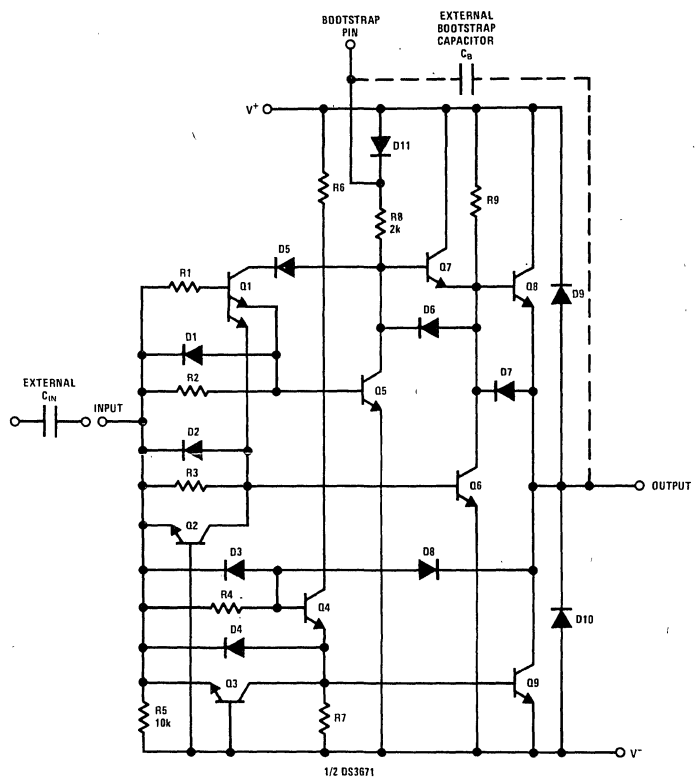 BOOTSTRAP
PIN
EXTERNAL
BOOTSTRAP
CAPACITOR
CB
V+
D11
R6
R8
2k
R9
D5
Q7
R1
Q1
Q8
D9
D1
D6
R2
D7
EXTERNAL
CIN
INPUT
Q5
D2
R3
Q6
OUTPUT
Q2
D3
D8
R4
Q4
D10
D4
Q3
Q9
R5
10k
R7
V-
1/2 DS3671